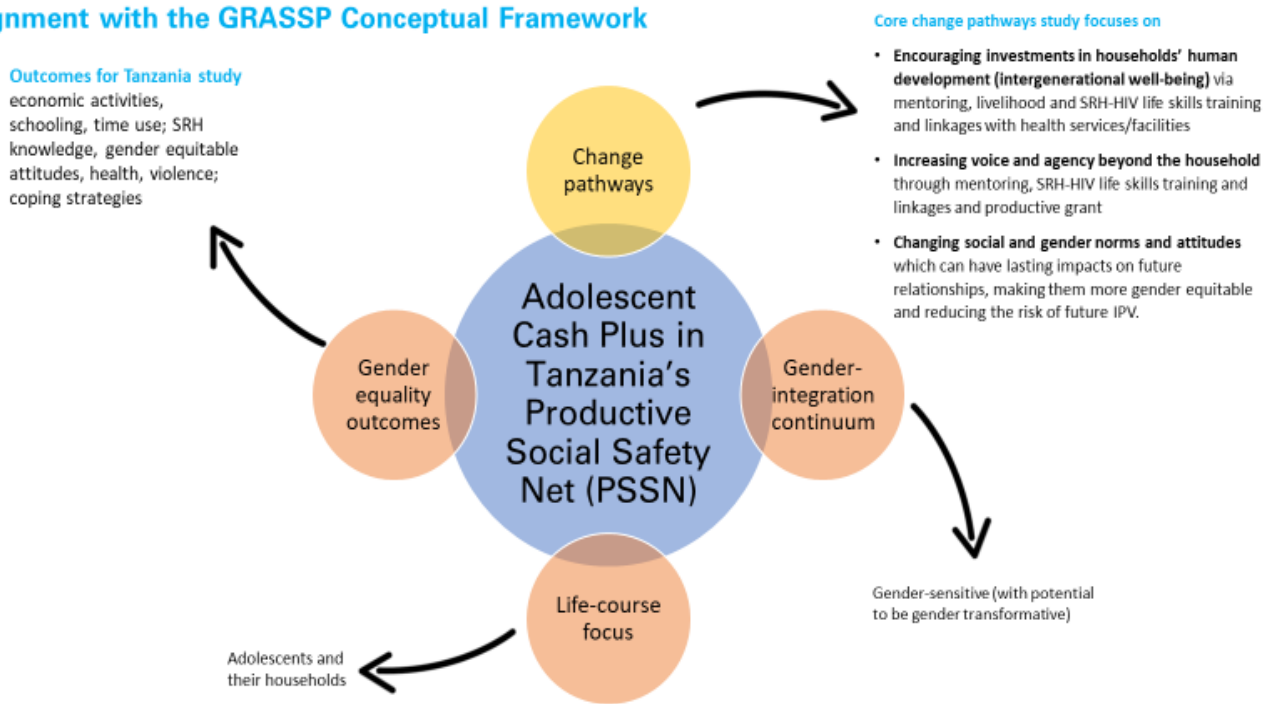 gnment with the GRASSP Conceptual Framework
Outcomes for Tanzania study
economic activities,
schooling, time use; SRH
knowledge, gender equitable
attitudes, health, violence;
coping strategies
Change
pathways
Core change pathways study focuses on
• Encouraging investments in households' human
development (intergenerational well-being) via
mentoring, livelihood and SRH-HIV life skills training
and linkages with health services/facilities
• Increasing voice and agency beyond the household
through mentoring, SRH-HIV life skills training and
linkages and productive grant
• Changing social and gender norms and attitudes
which can have lasting impacts on future
relationships, making them more gender equitable
and reducing the risk of future IPV.
Gender
equality
outcomes
Adolescent
Cash Plus in
Tanzania's
Productive
Social Safety
Net (PSSN)
Gender-
integration
continuum
Gender-sensitive (with potential
to be gender transformative)
Life-course
focus
Adolescents and
their households